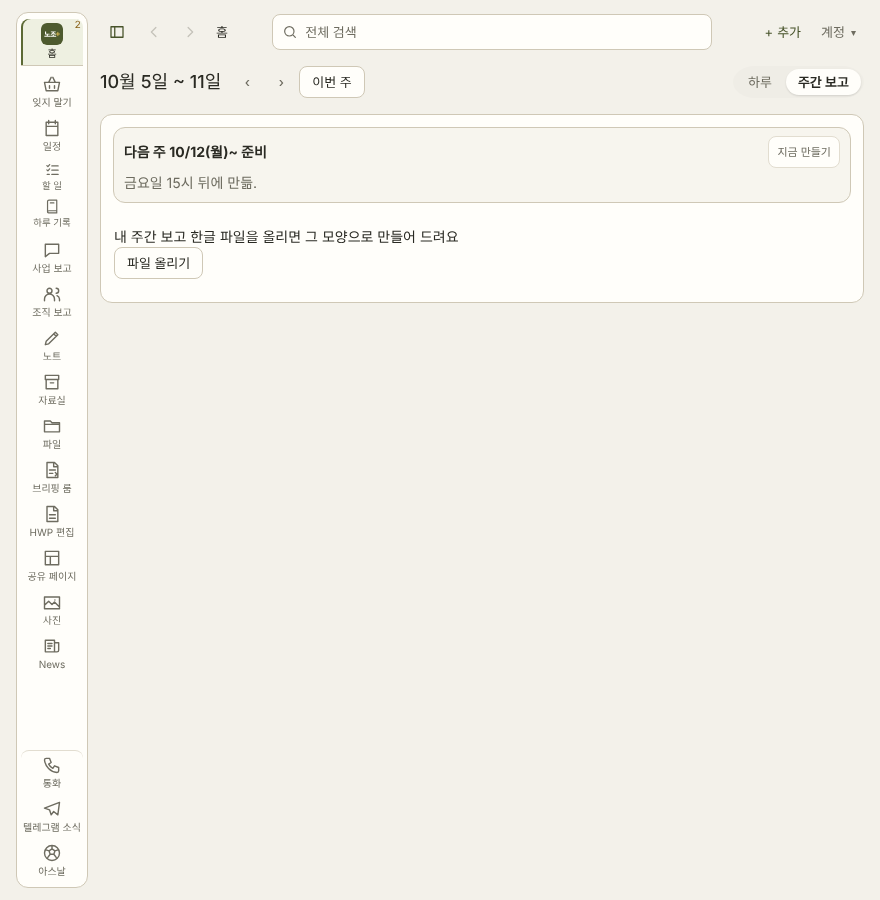 노조+
2
홈
잊지 말기
일정
할 일
하루 기록
사업 보고
조직 보고
노트
자료실
파일
브리핑 룸
HWP 편집
공유 페이지
사진
News
통화
텔레그램 소식
아스날
홈
전체 검색
+ 추가
계정 ▾
10월 5일 ~ 11일
‹ › 이번 주
하루 주간 보고
다음 주 10/12(월)~ 준비
지금 만들기
금요일 15시 뒤에 만듦.
내 주간 보고 한글 파일을 올리면 그 모양으로 만들어 드려요
파일 올리기